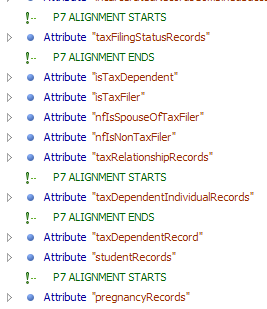 P7 ALIGNMENT STARTS
Attribute "taxFilingStatusRecords"
P7 ALIGNMENT ENDS
Attribute "isTaxDependent"
Attribute "isTaxFiler"
Attribute "nfIsSpouseOfTaxFiler"
Attribute "nfIsNonTaxFiler"
Attribute "taxRelationshipRecords"
P7 ALIGNMENT STARTS
Attribute "taxDependentIndividualRecords"
P7 ALIGNMENT ENDS
Attribute "taxDependentRecord"
Attribute "studentRecords"
P7 ALIGNMENT STARTS
Attribute "pregnancyRecords"